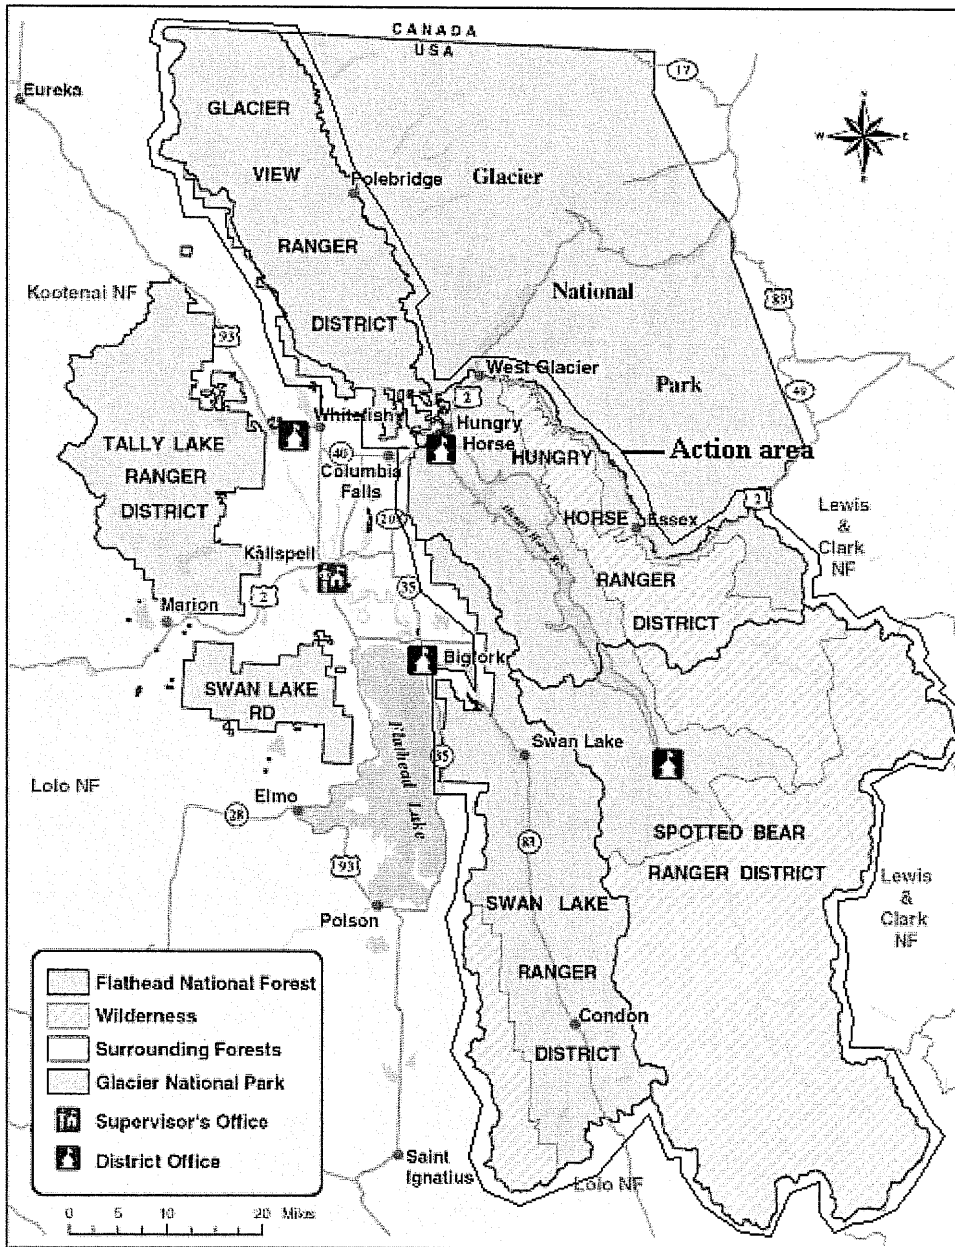 CANADA
USA
17
Eureka
GLACIER
VIEW
Polebridge
RANGER
DISTRICT
Glacier
National
Park
W
E
Kootenai NF
93
89
49
West Glacier
2
Whitefish
Hungry
Horse
HUNGRY
Action area
TALLY LAKE
RANGER
DISTRICT
40
Columbia
Falls
HORSE
Essex
2
Lewis
&
Clark
NF
Kalispell
35
RANGER
DISTRICT
2
Marion
Bigfork
SWAN LAKE
RD
Flathead Lake
Swan Lake
35
Lolo NF
Elmo
28
93
83
SPOTTED BEAR
RANGER DISTRICT
Lewis
&
Clark
NF
Polson
SWAN LAKE
RANGER
DISTRICT
Condon
Flathead National Forest
Wilderness
Surrounding Forests
Glacier National Park
Supervisor's Office
District Office
Saint
Ignatius
Lolo NF
0 5 10 20 Miles